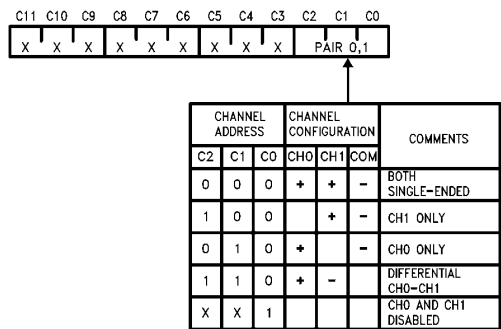 C11 C10 C9 C8 C7 C6 C5 C4 C3 C2 C1 C0
X X X X X X X X X PAIR 0,1
CHANNEL ADDRESS CHANNEL CONFIGURATION COMMENTS
C2 C1 C0 CH0 CH1 COM
0 0 0 + + - BOTH SINGLE-ENDED
1 0 0 + - CH1 ONLY
0 1 0 + - CH0 ONLY
1 1 0 + - DIFFERENTIAL CH0-CH1
X X 1 CH0 AND CH1 DISABLED